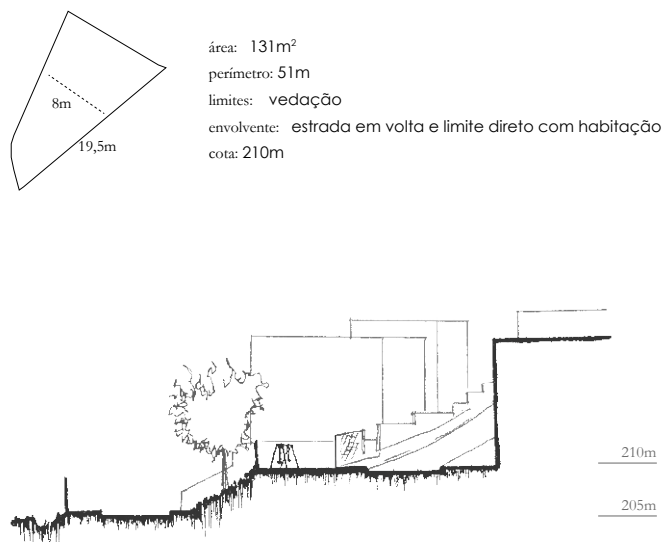 área: 131m²
perímetro: 51m
8m
limites: vedação
envolvente: estrada em volta e limite direto com habitação
19,5m
cota: 210m
210m
205m